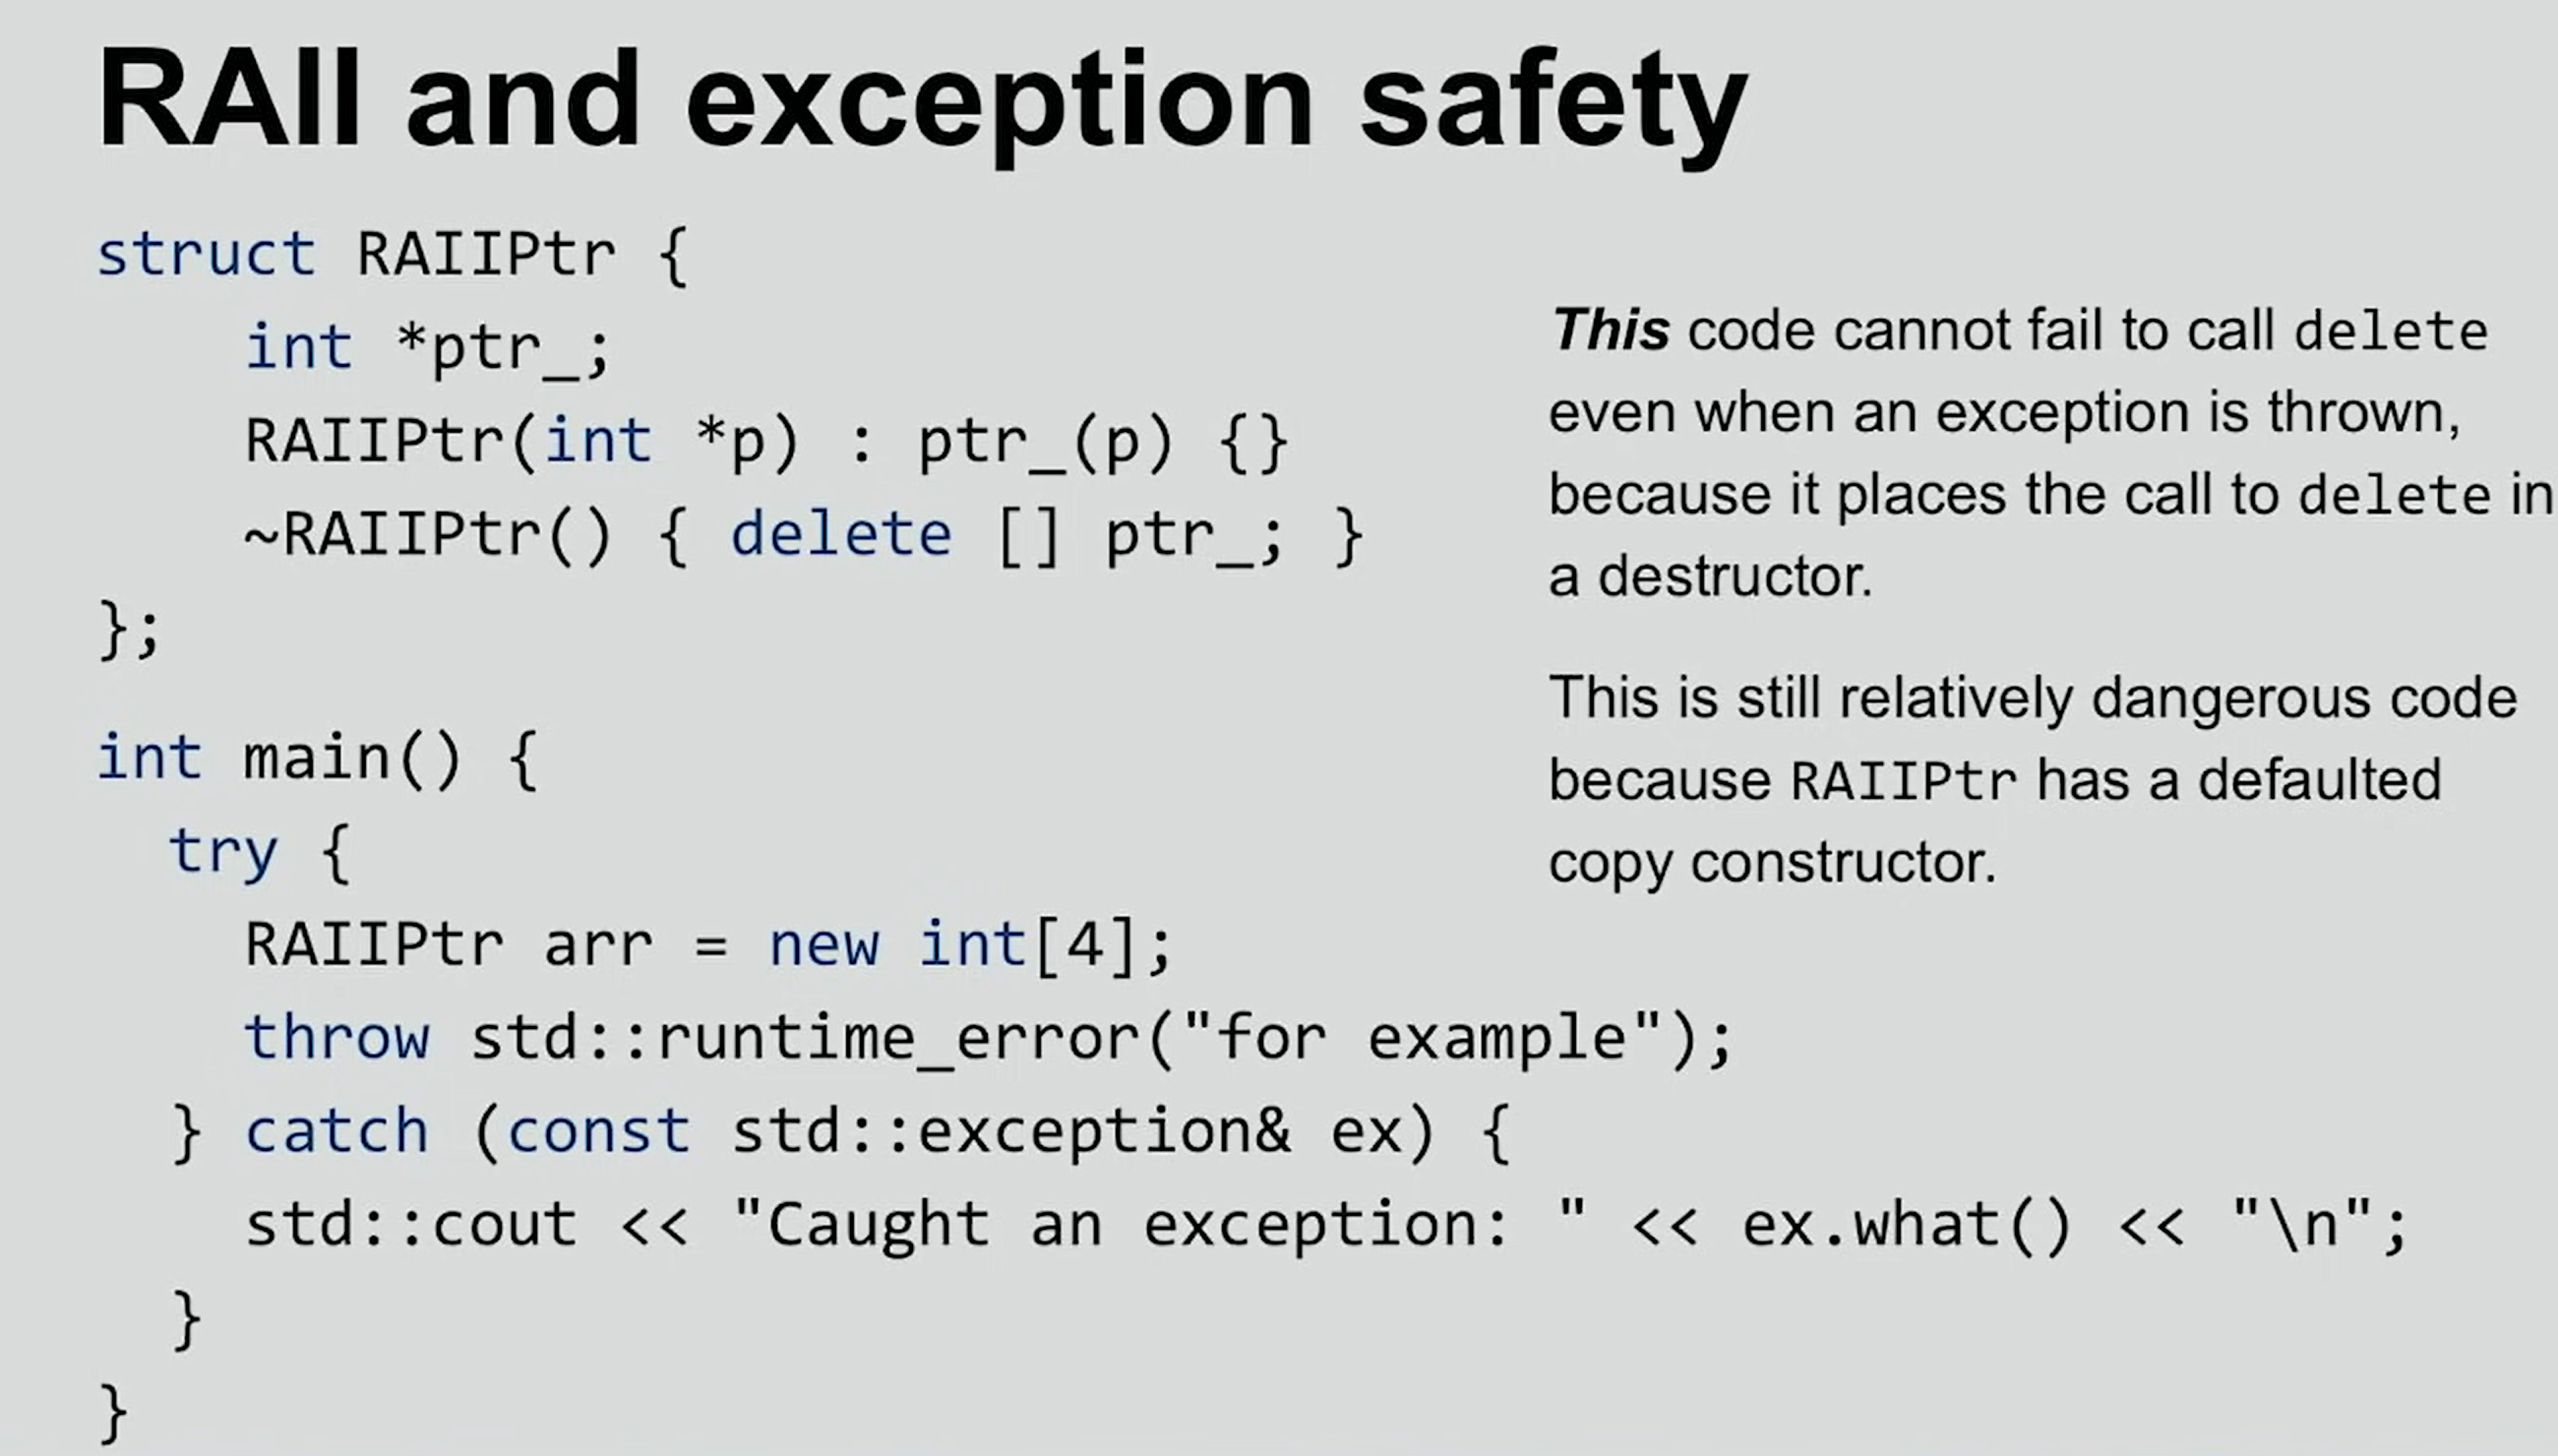 RAII and exception safety
struct RAIIPtr {
    int *ptr_;
    RAIIPtr(int *p) : ptr_(p) {}
    ~RAIIPtr() { delete [] ptr_; }
};
int main() {
  try {
    RAIIPtr arr = new int[4];
    throw std::runtime_error("for example");
  } catch (const std::exception& ex) {
    std::cout << "Caught an exception: " << ex.what() << "\n";
  }
}
This code cannot fail to call delete
even when an exception is thrown,
because it places the call to delete in
a destructor.
This is still relatively dangerous code
because RAIIPtr has a defaulted
copy constructor.